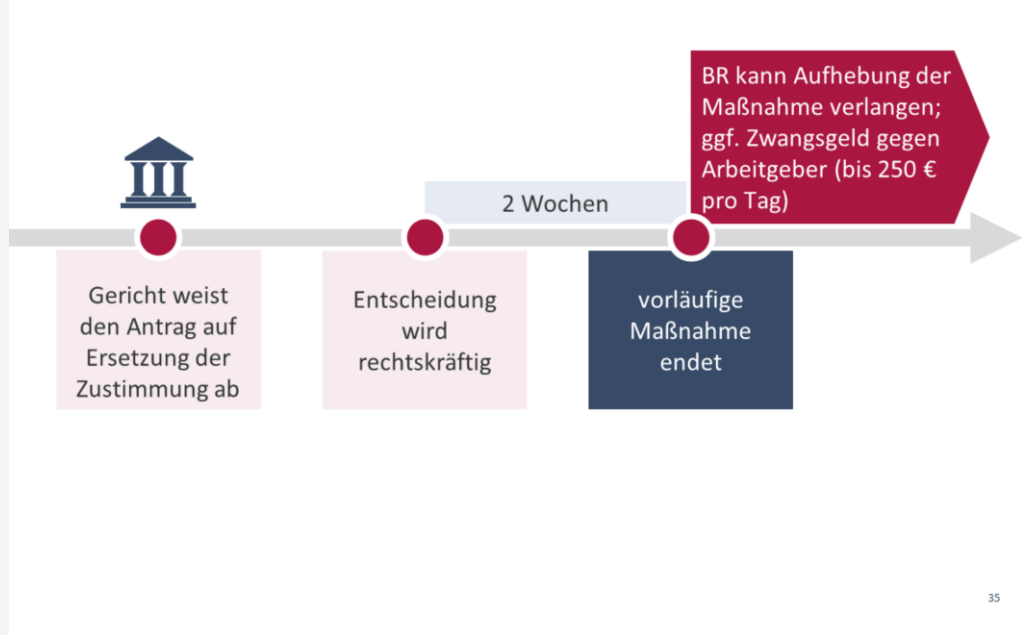 BR kann Aufhebung der
Maßnahme verlangen;
ggf. Zwangsgeld gegen
Arbeitgeber (bis 250 €
pro Tag)
2 Wochen
Gericht weist
den Antrag auf
Ersetzung der
Zustimmung ab
Entscheidung
wird
rechtskräftig
vorläufige
Maßnahme
endet
35